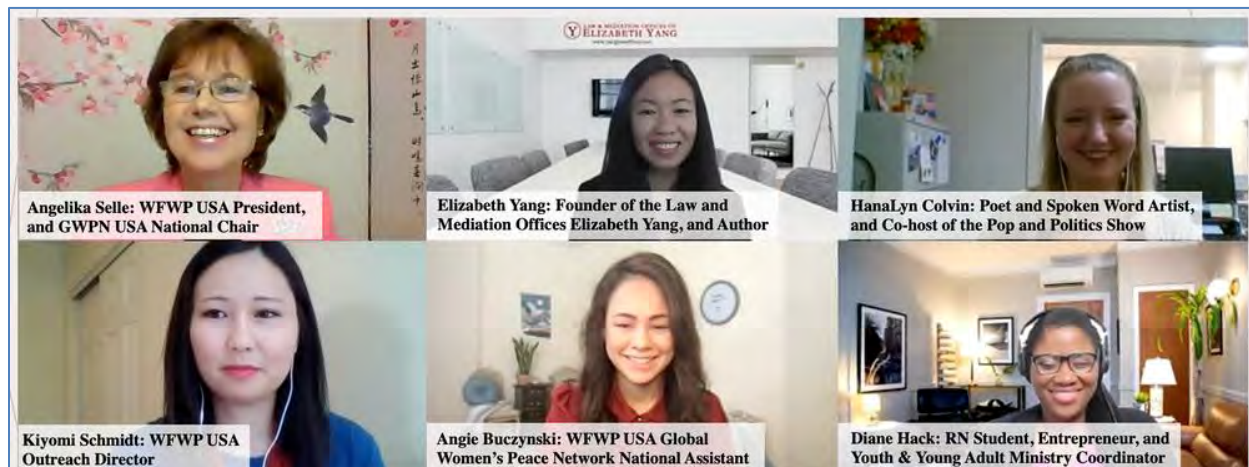 LAW & MEDIATION OFFICES OF
Y ELIZABETH YANG
Angelika Selle: WFWP USA President,
and GWPN USA National Chair
Elizabeth Yang: Founder of the Law and
Mediation Offices Elizabeth Yang, and Author
HanaLyn Colvin: Poet and Spoken Word Artist,
and Co-host of the Pop and Politics Show
Kiyomi Schmidt: WFWP USA
Outreach Director
Angie Buczynski: WFWP USA Global
Women's Peace Network National Assistant
Diane Hack: RN Student, Entrepreneur, and
Youth & Young Adult Ministry Coordinator